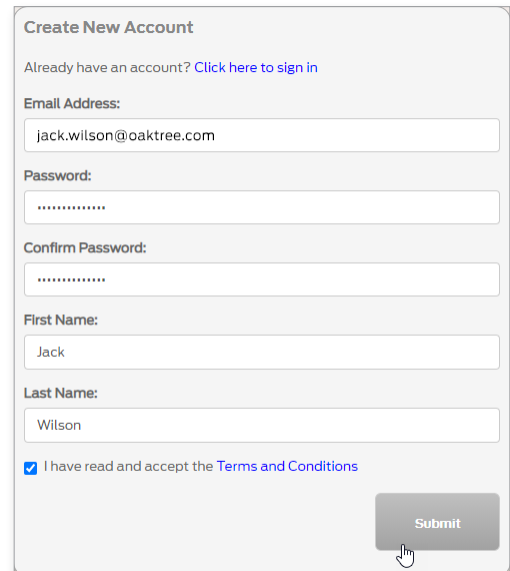 Create New Account
Already have an account? Click here to sign in
Email Address:
jack.wilson@oaktree.com
Password:
••••••••••••••
Confirm Password:
••••••••••••••
First Name:
Jack
Last Name:
Wilson
I have read and accept the Terms and Conditions
Submit